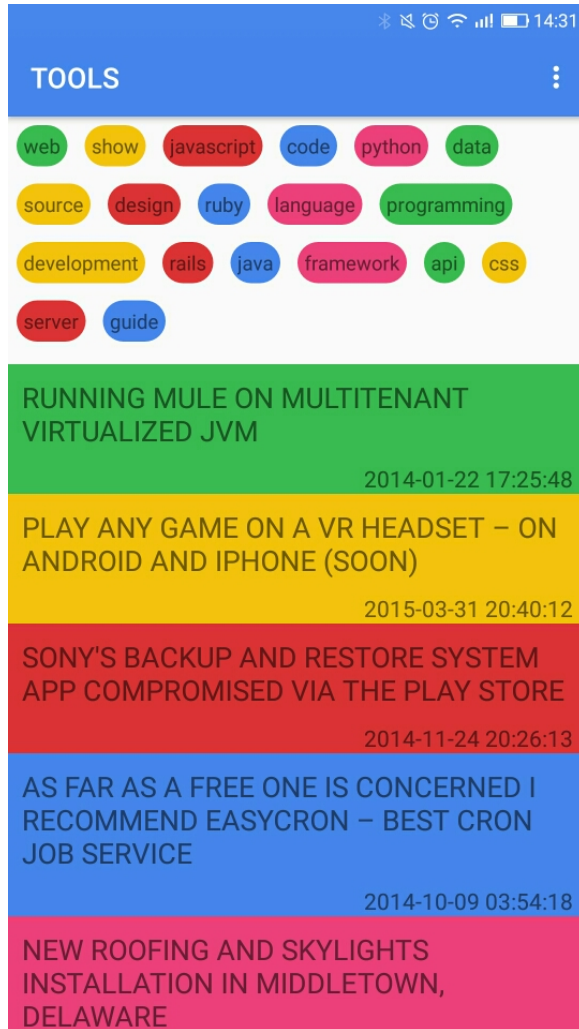 14:31
TOOLS
web show javascript code python data
source design ruby language programming
development rails java framework api css
server guide
RUNNING MULE ON MULTITENANT
VIRTUALIZED JVM
2014-01-22 17:25:48
PLAY ANY GAME ON A VR HEADSET – ON
ANDROID AND IPHONE (SOON)
2015-03-31 20:40:12
SONY'S BACKUP AND RESTORE SYSTEM
APP COMPROMISED VIA THE PLAY STORE
2014-11-24 20:26:13
AS FAR AS A FREE ONE IS CONCERNED I
RECOMMEND EASYCRON – BEST CRON
JOB SERVICE
2014-10-09 03:54:18
NEW ROOFING AND SKYLIGHTS
INSTALLATION IN MIDDLETOWN,
DELAWARE